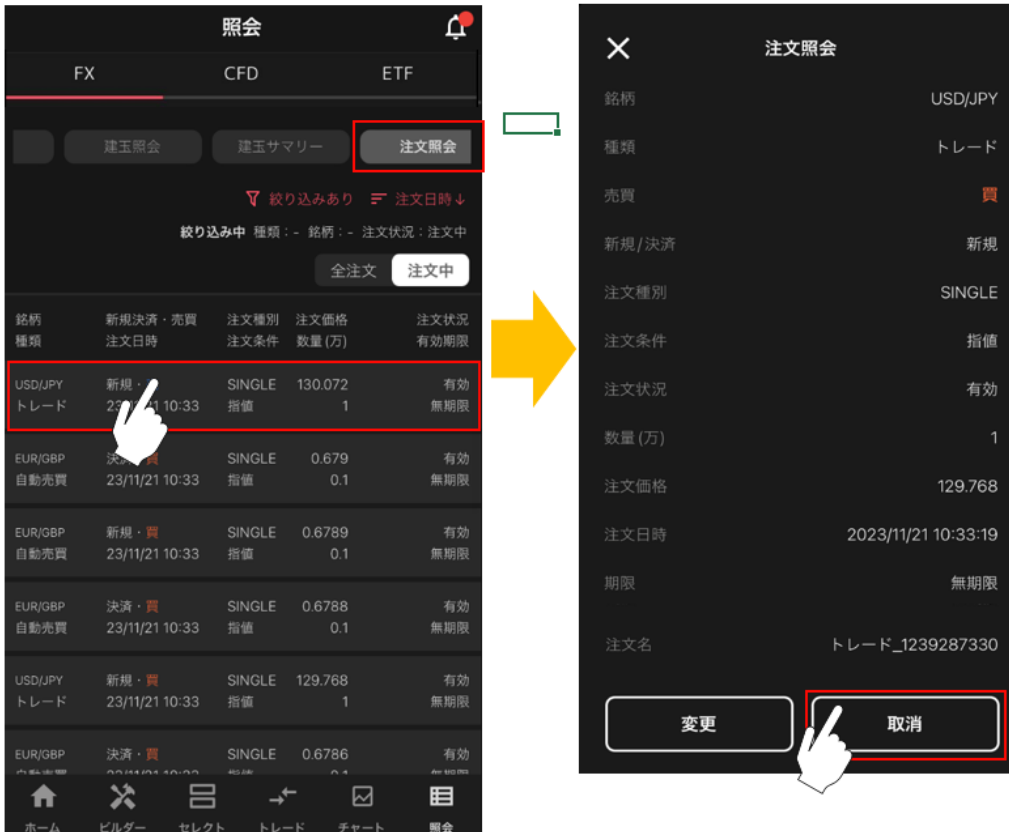 照会
FX CFD ETF
建玉照会 建玉サマリー 注文照会
絞り込みあり 注文日時↓
絞り込み中 種類：- 銘柄：- 注文状況：注文中
全注文 注文中
銘柄 新規決済・売買 注文種別 注文価格 注文状況
種類 注文日時 注文条件 数量(万) 有効期限
USD/JPY 新規・ SINGLE 130.072 有効
トレード 10:33 指値 1 無期限
EUR/GBP 決済・買 SINGLE 0.679 有効
自動売買 23/11/21 10:33 指値 0.1 無期限
EUR/GBP 新規・買 SINGLE 0.6789 有効
自動売買 23/11/21 10:33 指値 0.1 無期限
EUR/GBP 決済・買 SINGLE 0.6788 有効
自動売買 23/11/21 10:33 指値 0.1 無期限
USD/JPY 新規・買 SINGLE 129.768 有効
トレード 23/11/21 10:33 指値 1 無期限
EUR/GBP 決済・買 SINGLE 0.6786 有効
ホーム ビルダー セレクト トレード チャート 照会
注文照会
銘柄 USD/JPY
種類 トレード
売買 買
新規/決済 新規
注文種別 SINGLE
注文条件 指値
注文状況 有効
数量(万) 1
注文価格 129.768
注文日時 2023/11/21 10:33:19
期限 無期限
注文名 トレード_1239287330
変更 取消